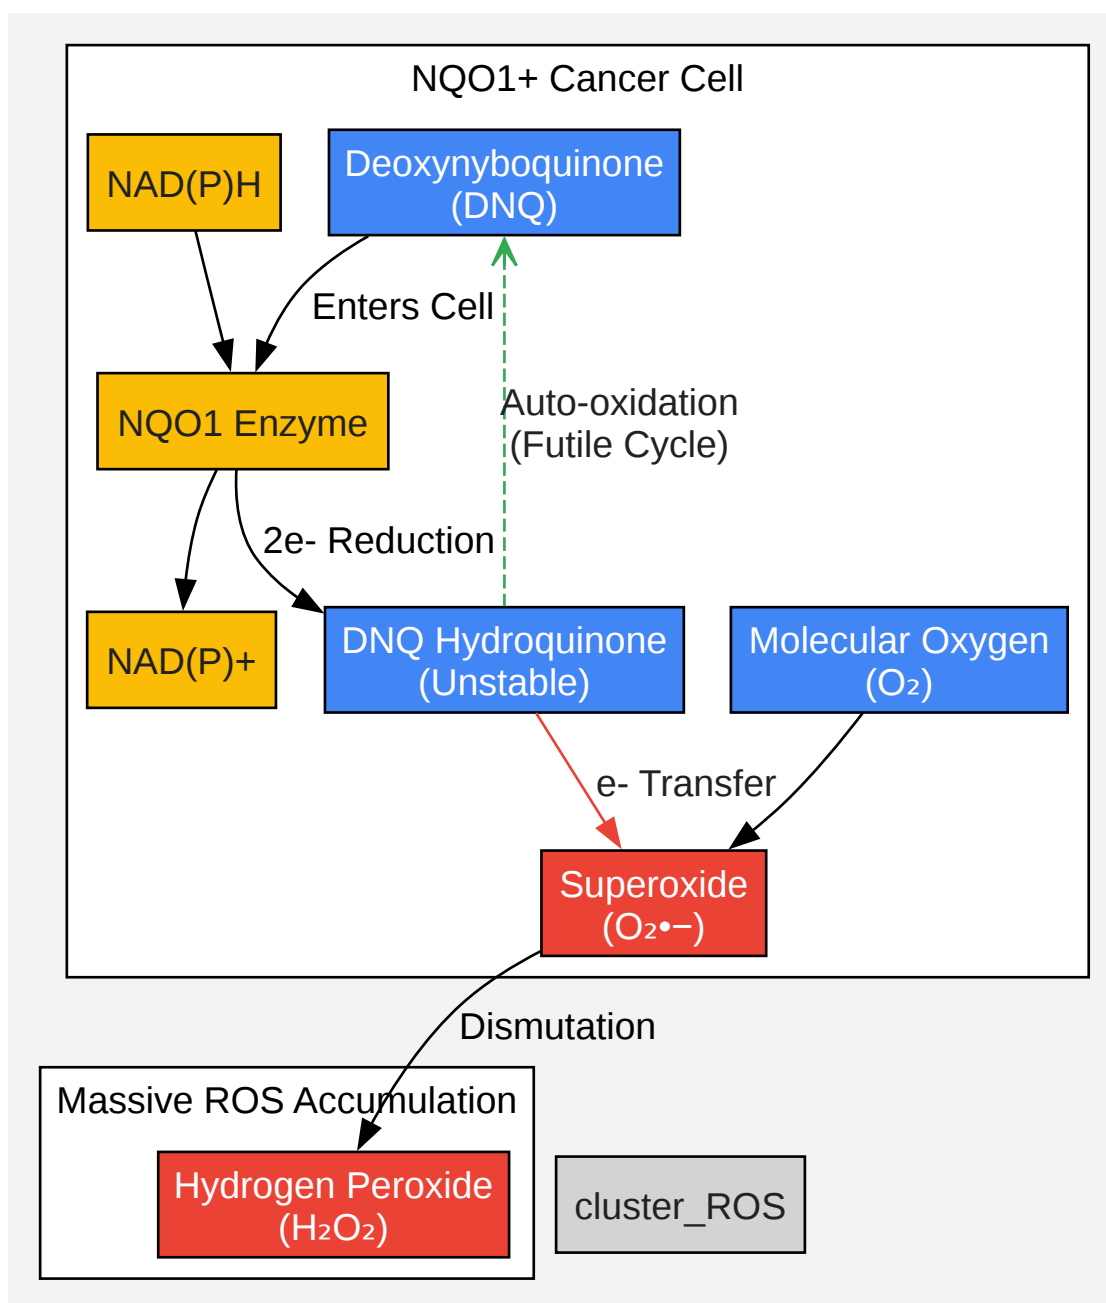 NQO1+ Cancer Cell
NAD(P)H
Deoxynyboquinone
(DNQ)
Enters Cell
NQO1 Enzyme
Auto-oxidation
(Futile Cycle)
2e- Reduction
NAD(P)+
DNQ Hydroquinone
(Unstable)
Molecular Oxygen
(O₂)
e- Transfer
Superoxide
(O₂•−)
Dismutation
Massive ROS Accumulation
Hydrogen Peroxide
(H₂O₂)
cluster_ROS